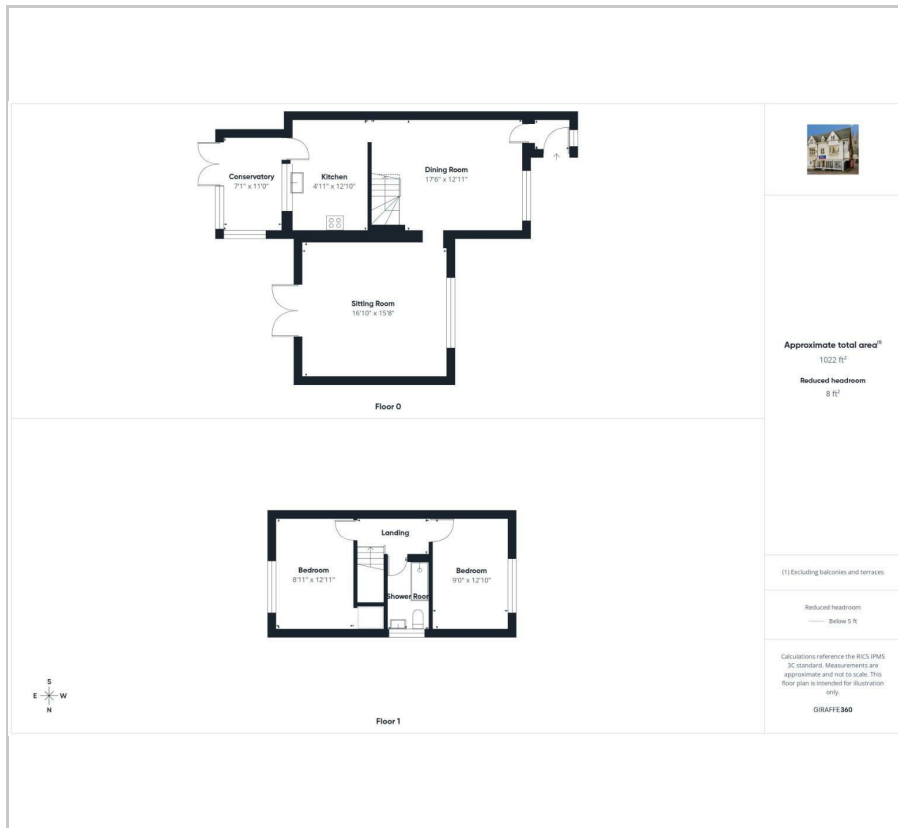 Conservatory
7'1" x 11'0"
Kitchen
4'11" x 12'10"
Dining Room
17'6" x 12'11"
Sitting Room
16'10" x 15'8"
Floor 0
Landing
Bedroom
8'11" x 12'11"
Bedroom
9'0" x 12'10"
Shower Room
S
E W
N
Floor 1
Approximate total area(1)
1022 ft²
Reduced headroom
8 ft²
(1) Excluding balconies and terraces
Reduced headroom
Below 5 ft
Calculations reference the RICS IPMS
3C standard. Measurements are
approximate and not to scale. This
floor plan is intended for illustration
only.
GIRAFFE360